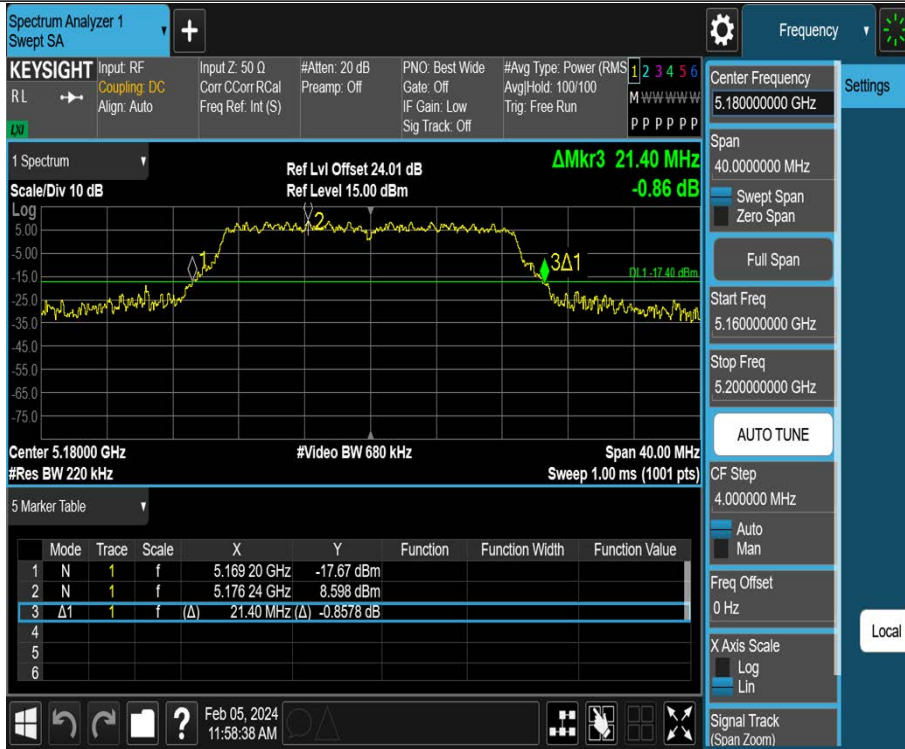 Spectrum Analyzer 1
Swept SA
+
Frequency
KEYSIGHT
R L
LXI
Input: RF
Coupling: DC
Align: Auto
Input Z: 50 Ω
Corr CCorr RCal
Freq Ref: Int (S)
#Atten: 20 dB
Preamp: Off
PNO: Best Wide
Gate: Off
IF Gain: Low
Sig Track: Off
#Avg Type: Power (RMS
Avg|Hold: 100/100
Trig: Free Run
1 2 3 4 5 6
M W W W W W
P P P P P P
1 Spectrum
Scale/Div 10 dB
Ref Lvl Offset 24.01 dB
Ref Level 15.00 dBm
ΔMkr3 21.40 MHz
-0.86 dB
Log
5.00
-5.00
-15.0
-25.0
-35.0
-45.0
-55.0
-65.0
-75.0
1
2
3Δ1
DL1 -17.40 dBm
Center 5.18000 GHz
#Res BW 220 kHz
#Video BW 680 kHz
Span 40.00 MHz
Sweep 1.00 ms (1001 pts)
5 Marker Table
Mode Trace Scale X Y Function Function Width Function Value
1 N 1 f 5.169 20 GHz -17.67 dBm
2 N 1 f 5.176 24 GHz 8.598 dBm
3 Δ1 1 f (Δ) 21.40 MHz (Δ) -0.8578 dB
4
5
6
?
Feb 05, 2024
11:58:38 AM
Center Frequency
5.180000000 GHz
Span
40.0000000 MHz
Swept Span
Zero Span
Full Span
Start Freq
5.160000000 GHz
Stop Freq
5.200000000 GHz
AUTO TUNE
CF Step
4.000000 MHz
Auto
Man
Freq Offset
0 Hz
X Axis Scale
Log
Lin
Signal Track
(Span Zoom)
Settings
Local